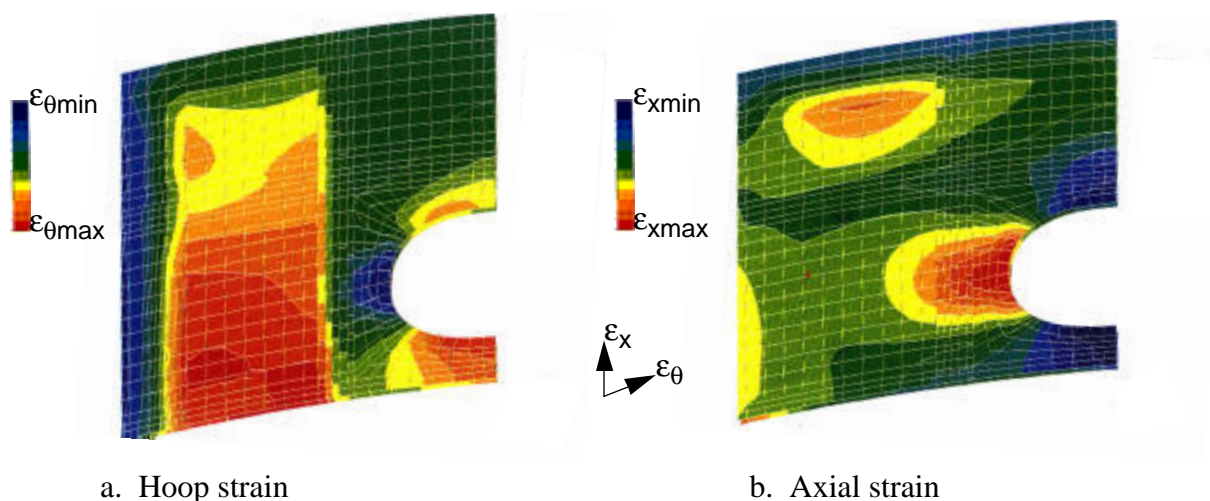 εθmin
εθmax
εxmin
εxmax
εx
εθ
a. Hoop strain
b. Axial strain